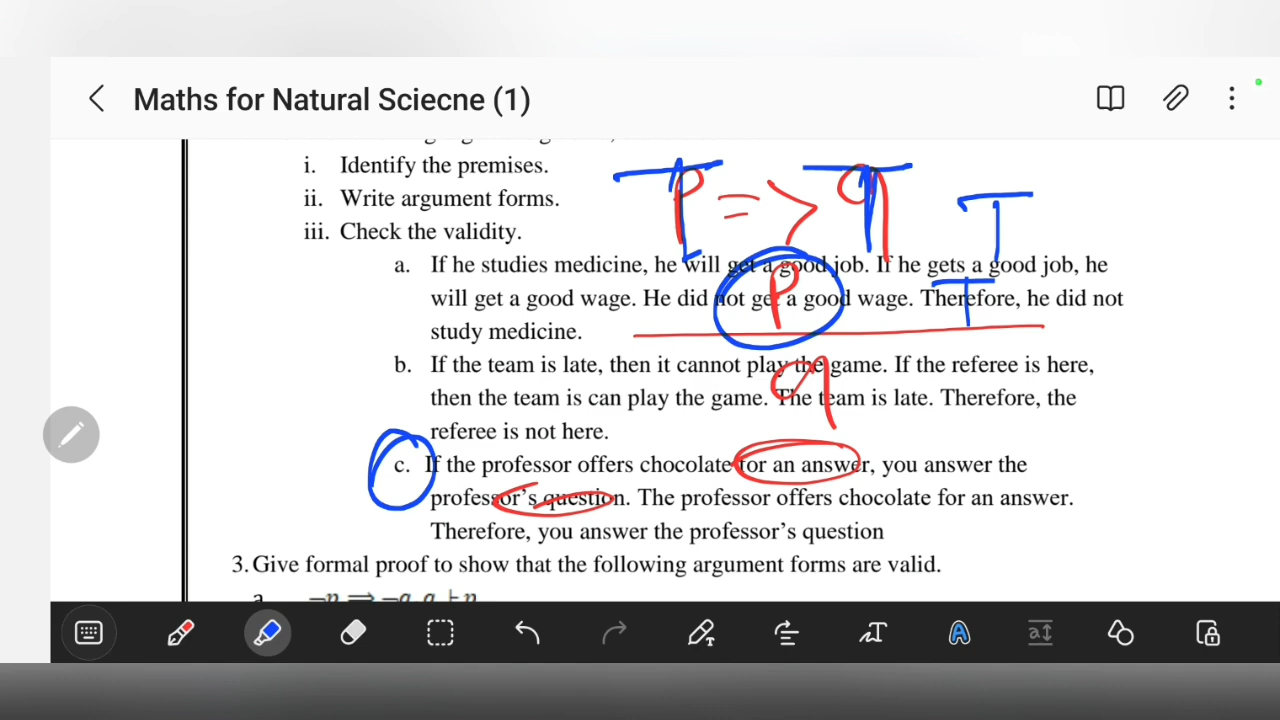 Maths for Natural Sciecne (1)
i. Identify the premises.
ii. Write argument forms.
iii. Check the validity.
P => q
T T T
a. If he studies medicine, he will get a good job. If he gets a good job, he
will get a good wage. He did not get a good wage. Therefore, he did not
study medicine.
P T
b. If the team is late, then it cannot play the game. If the referee is here,
then the team is can play the game. The team is late. Therefore, the
referee is not here.
q
c. If the professor offers chocolate for an answer, you answer the
professor's question. The professor offers chocolate for an answer.
Therefore, you answer the professor's question
3. Give formal proof to show that the following argument forms are valid.
a